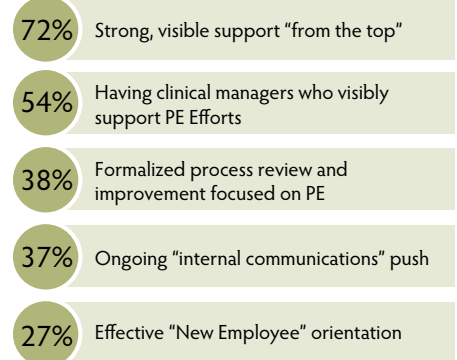 72%
Strong, visible support “from the top”
54%
Having clinical managers who visibly
support PE Efforts
38%
Formalized process review and
improvement focused on PE
37%
Ongoing “internal communications” push
27%
Effective “New Employee” orientation